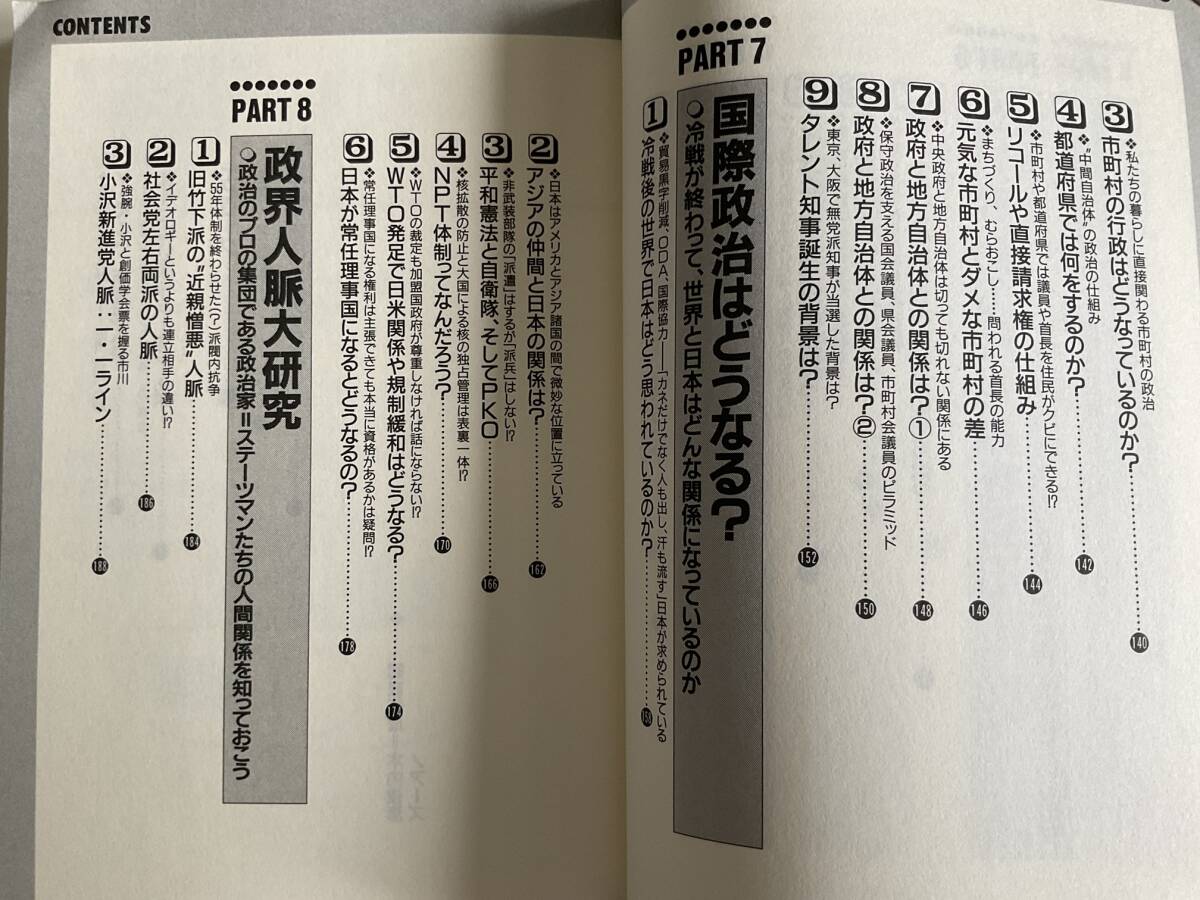 ❖私たちの暮らしに直接関わる市町村の政治
3 市町村の行政はどうなっているのか?……140
❖“中間自治体”の政治の仕組み
4 都道府県では何をするのか?……142
❖市町村や都道府県では議員や首長を住民がクビにできる!?
5 リコールや直接請求権の仕組み……144
❖まちづくり、むらおこし……問われる首長の能力
6 元気な市町村とダメな市町村の差……146
❖中央政府と地方自治体は切っても切れない関係にある
7 政府と地方自治体との関係は?①……148
❖保守政治を支える国会議員、県会議員、市町村会議員のピラミッド
8 政府と地方自治体との関係は?②……150
❖東京、大阪で無党派知事が当選した背景は?
9 タレント知事誕生の背景は?……152
PART 7
国際政治はどうなる?
○冷戦が終わって、世界と日本はどんな関係になっているのか
❖貿易黒字削減、ODA、国際協力──「カネだけでなく人も出し、汗も流す」日本が求められている
1 冷戦後の世界で日本はどう思われているのか?……
CONTENTS
❖日本はアメリカとアジア諸国の間で微妙な位置に立っている
2 アジアの仲間と日本の関係は?……162
❖非武装部隊の「派遣」はするが「派兵」はしない!?
3 平和憲法と自衛隊、そしてPKO……166
❖核拡散の防止と大国による核の独占管理は表裏一体!?
4 NPT体制ってなんだろう?……170
❖WTOの裁定も加盟国政府が尊重しなければ話にならない!?
5 WTO発足で日米関係や規制緩和はどうなる?……174
❖常任理事国になる権利は主張できても本当に資格があるかは疑問!?
6 日本が常任理事国になるとどうなるの?……178
PART 8
政界人脈大研究
○政治のプロの集団である政治家=ステーツマンたちの人間関係を知っておこう
❖55年体制を終わらせた(?)派閥内抗争
1 旧竹下派の“近親憎悪”人脈……184
❖イデオロギーというよりも連立相手の違い!?
2 社会党左右両派の人脈……186
❖強腕・小沢と創価学会票を握る市川
3 小沢新進党人脈:一・一ライン……188